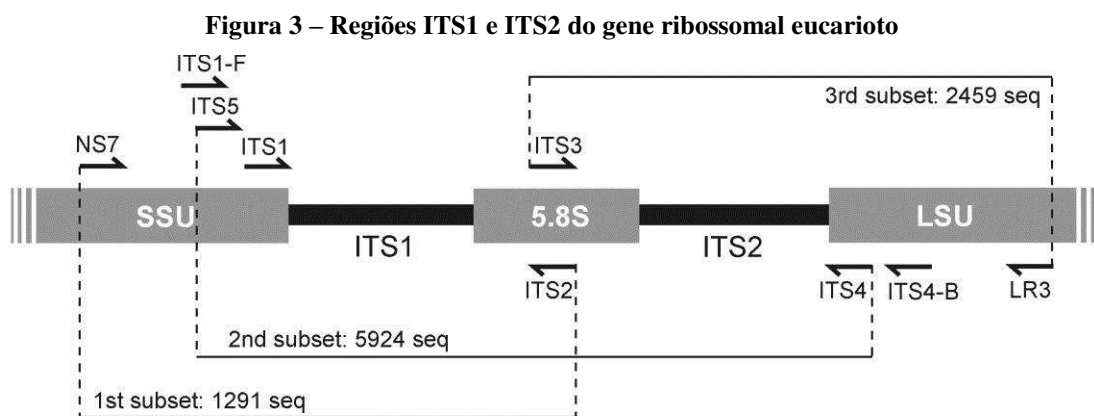 Figura 3 – Regiões ITS1 e ITS2 do gene ribossomal eucarioto
ITS1-F
ITS5
3rd subset: 2459 seq
NS7
ITS1
ITS3
SSU
5.8S
LSU
ITS1
ITS2
ITS2
ITS4
ITS4-B
LR3
2nd subset: 5924 seq
1st subset: 1291 seq